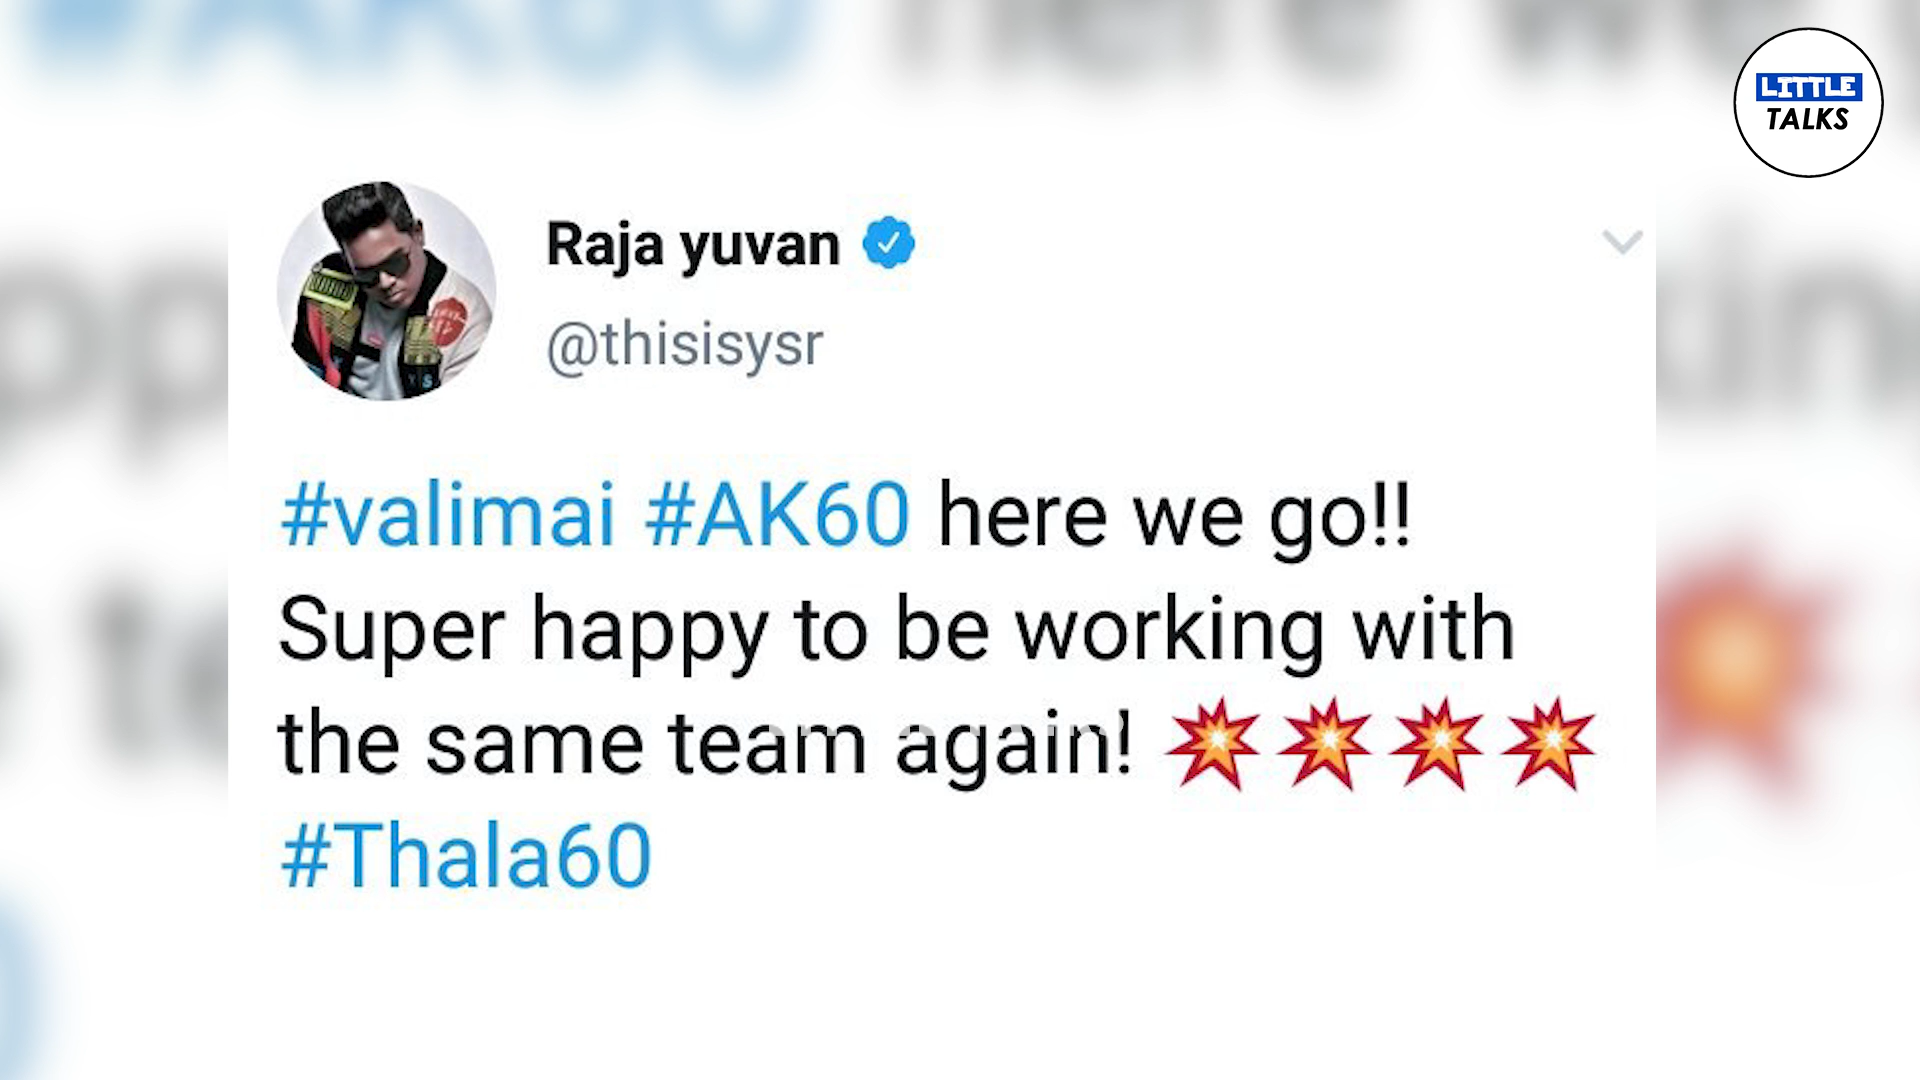 LITTLE
TALKS
Raja yuvan
@thisisysr
#valimai #AK60 here we go!!
Super happy to be working with
the same team again! 💥💥💥💥
#Thala60